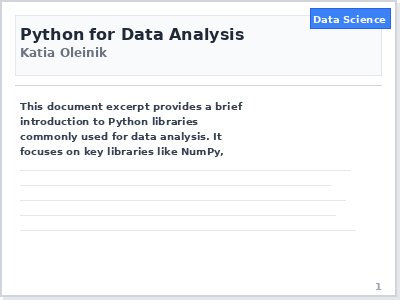 Data Science
Python for Data Analysis
Katia Oleinik
This document excerpt provides a brief
introduction to Python libraries
commonly used for data analysis. It
focuses on key libraries like NumPy,
1